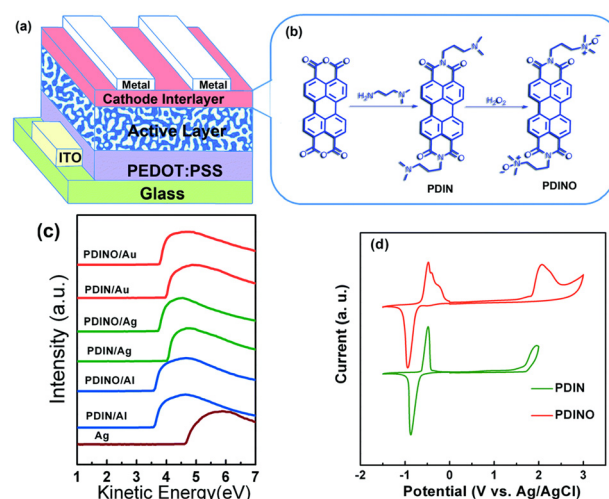 (a)
Metal
Metal
Cathode Interlayer
Active Layer
ITO
PEDOT:PSS
Glass
(b)
H₂N
N
H₂O₂
PDIN
PDINO
(c)
PDINO/Au
PDIN/Au
PDINO/Ag
PDIN/Ag
PDINO/Al
PDIN/Al
Ag
Intensity (a.u.)
1 2 3 4 5 6 7
Kinetic Energy(eV)
(d)
Current (a. u.)
PDIN
PDINO
-2 -1 0 1 2 3
Potential (V vs. Ag/AgCl)